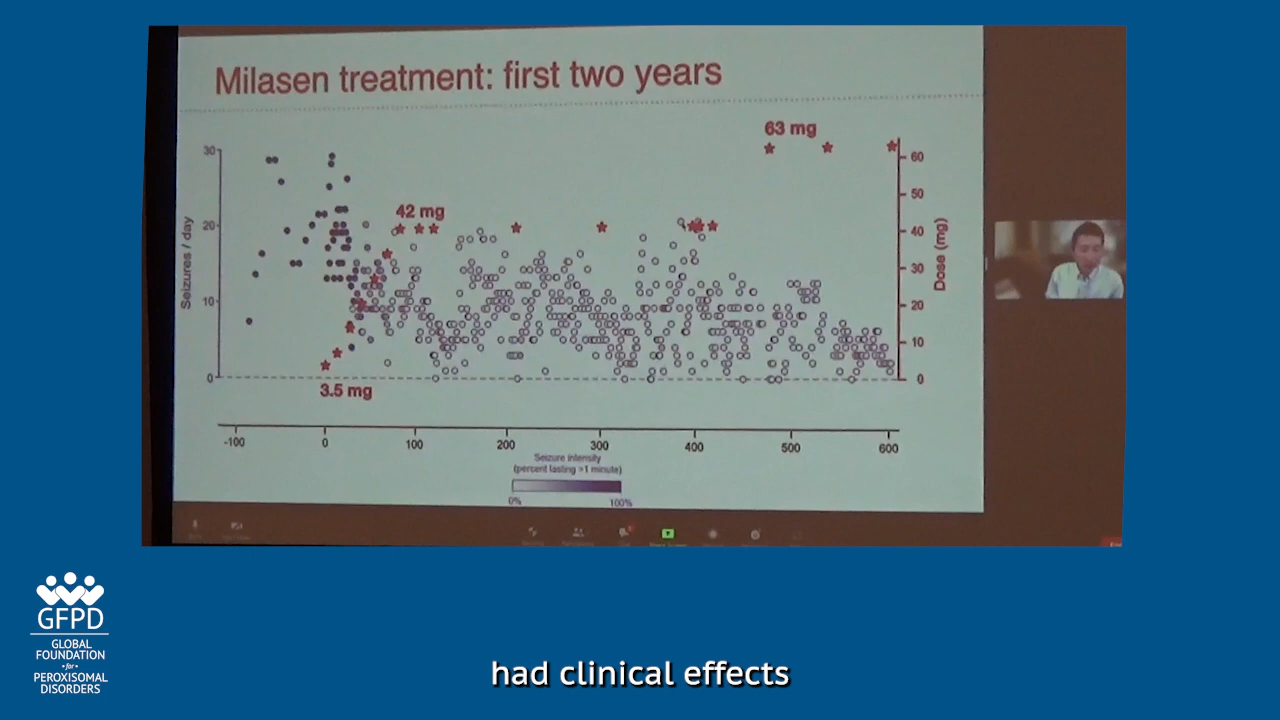 Milasen treatment: first two years
63 mg
30
60
50
42 mg
20
40
Seizures / day
Dose (mg)
30
10
20
10
0
0
3.5 mg
-100
0
100
200
300
400
500
600
Seizure intensity
(percent lasting >1 minute)
0%
100%
GFPD
GLOBAL
FOUNDATION
for
PEROXISOMAL
DISORDERS
had clinical effects